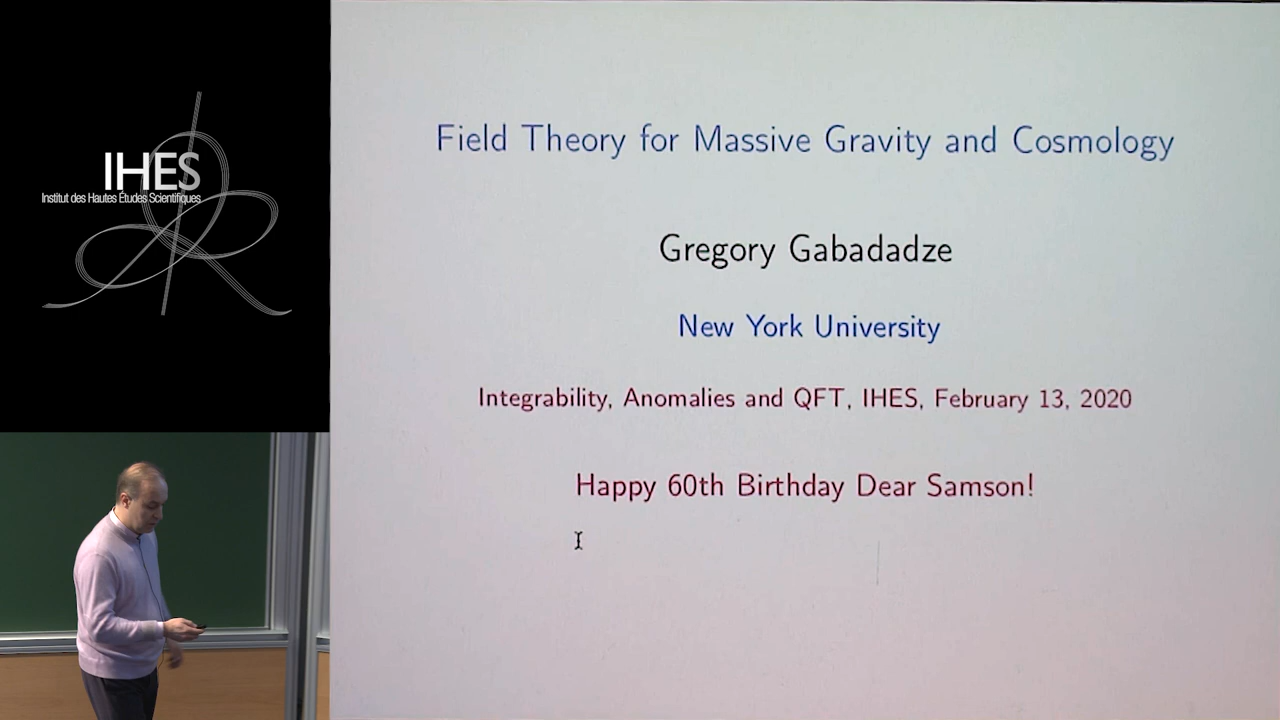 IHES
Institut des Hautes Études Scientifiques
Field Theory for Massive Gravity and Cosmology
Gregory Gabadadze
New York University
Integrability, Anomalies and QFT, IHES, February 13, 2020
Happy 60th Birthday Dear Samson!